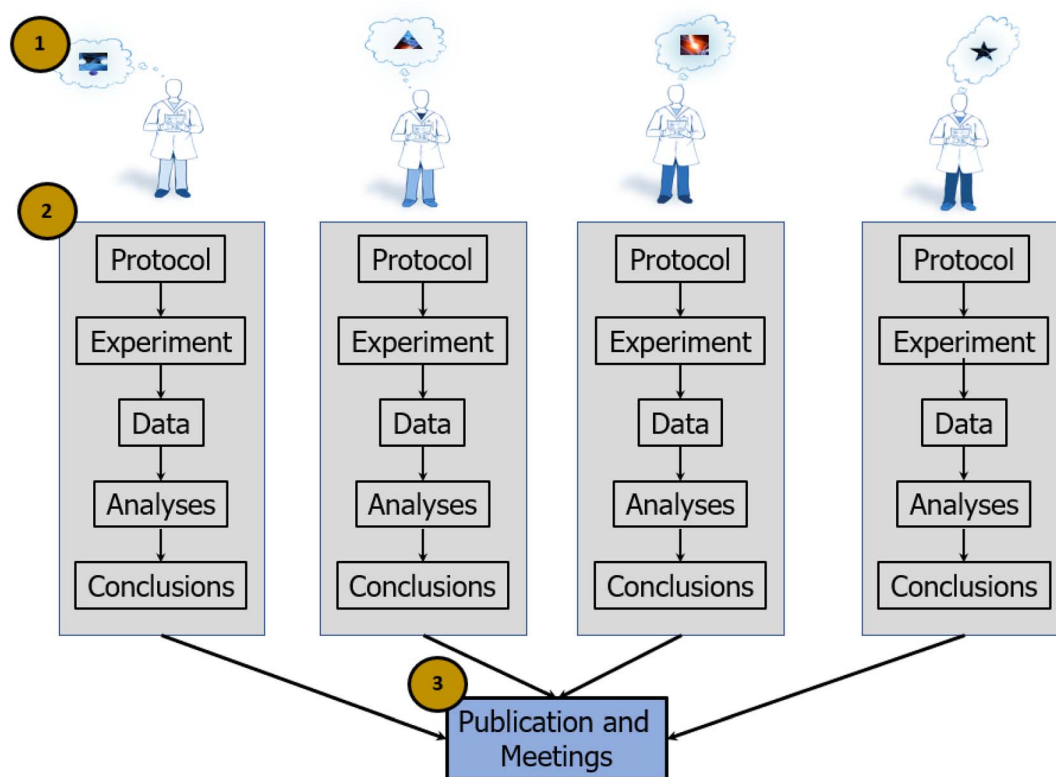 1
2
Protocol
Experiment
Data
Analyses
Conclusions
Protocol
Experiment
Data
Analyses
Conclusions
Protocol
Experiment
Data
Analyses
Conclusions
Protocol
Experiment
Data
Analyses
Conclusions
3
Publication and
Meetings